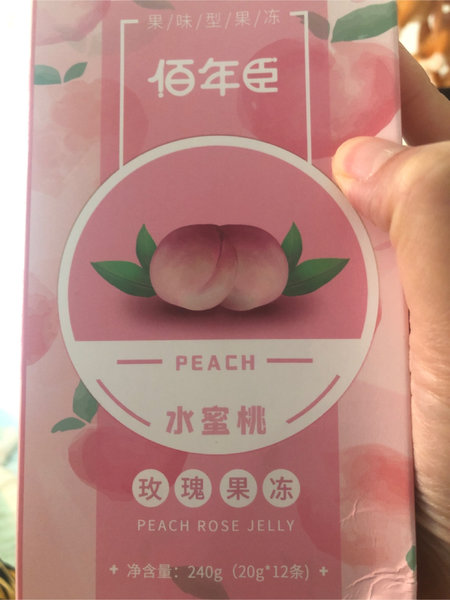 果/味/型/果/冻
佰年臣
PEACH
水蜜桃
玫瑰果冻
PEACH ROSE JELLY
净含量：240g（20g*12条）